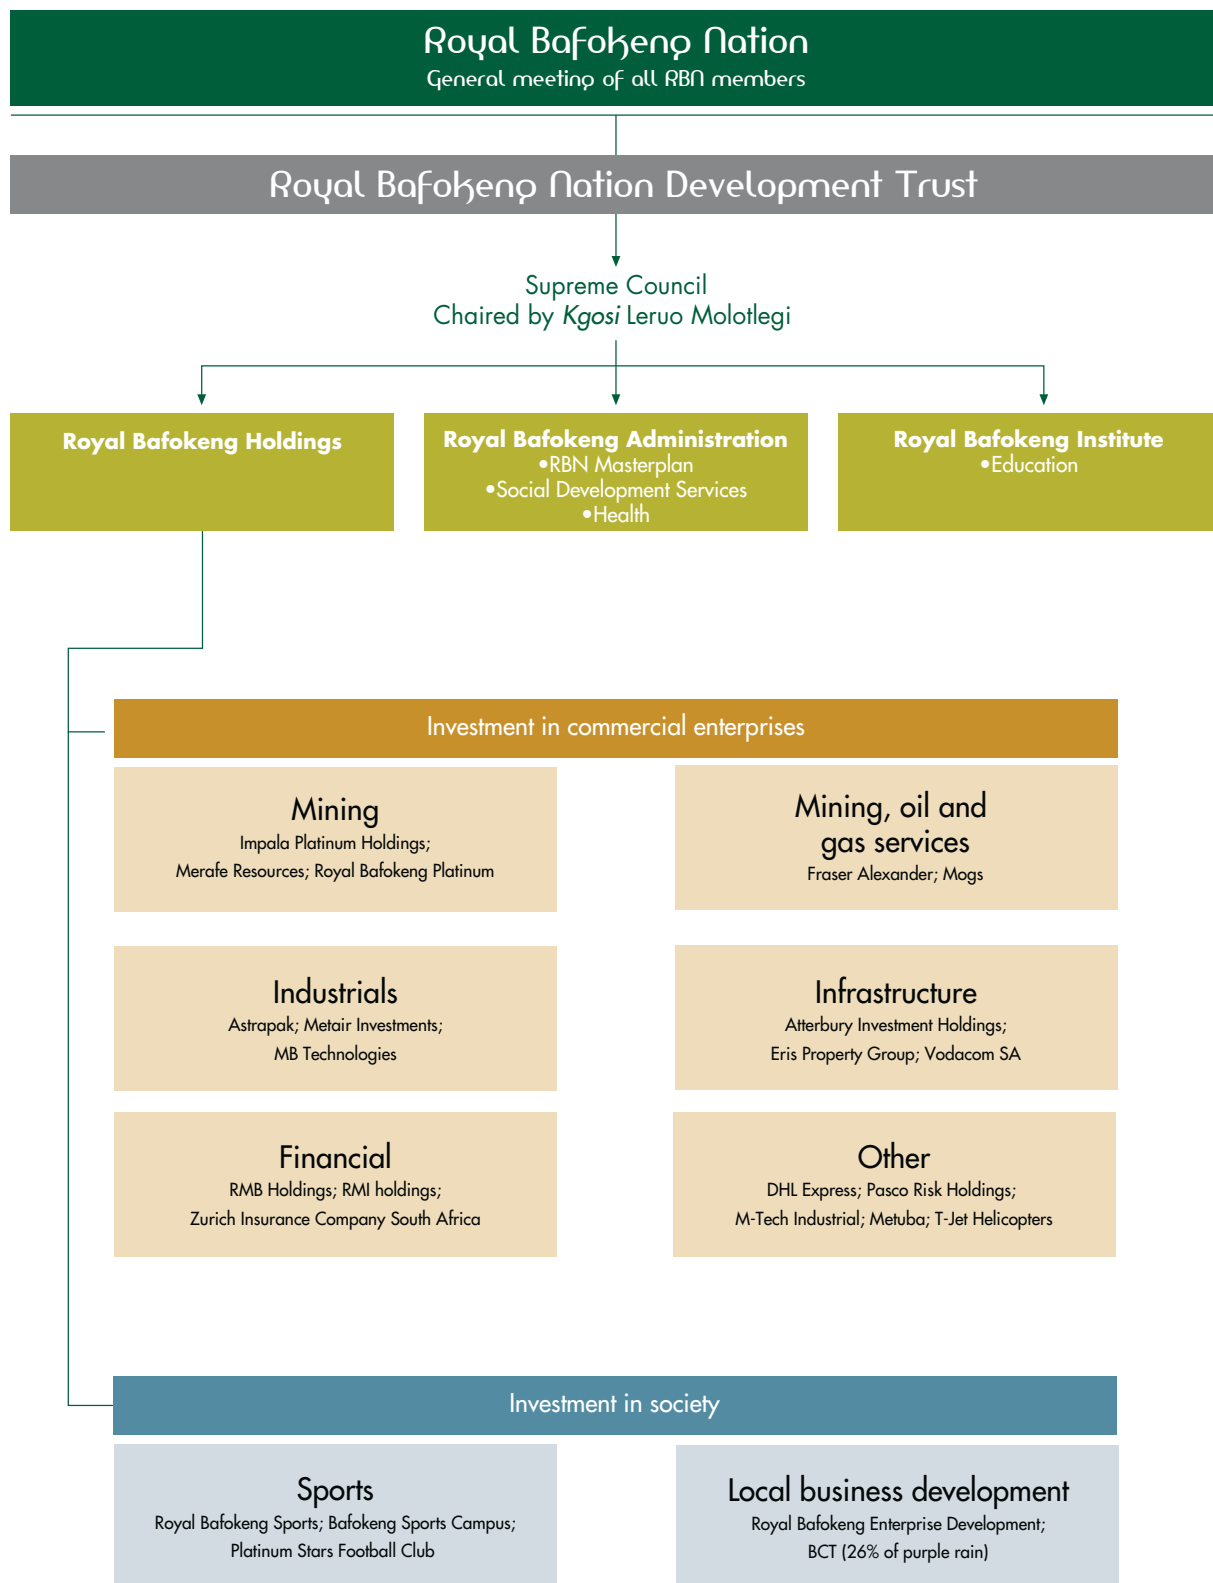 Royal Bafokeng Nation
General meeting of all RBN members
Royal Bafokeng Nation Development Trust
Supreme Council
Chaired by Kgosi Leruo Molotlegi
Royal Bafokeng Holdings
Royal Bafokeng Administration
•RBN Masterplan
•Social Development Services
•Health
Royal Bafokeng Institute
•Education
Investment in commercial enterprises
Mining
Impala Platinum Holdings;
Merafe Resources; Royal Bafokeng Platinum
Mining, oil and
gas services
Fraser Alexander; Mogs
Industrials
Astrapak; Metair Investments;
MB Technologies
Infrastructure
Atterbury Investment Holdings;
Eris Property Group; Vodacom SA
Financial
RMB Holdings; RMI holdings;
Zurich Insurance Company South Africa
Other
DHL Express; Pasco Risk Holdings;
M-Tech Industrial; Metuba; T-Jet Helicopters
Investment in society
Sports
Royal Bafokeng Sports; Bafokeng Sports Campus;
Platinum Stars Football Club
Local business development
Royal Bafokeng Enterprise Development;
BCT (26% of purple rain)